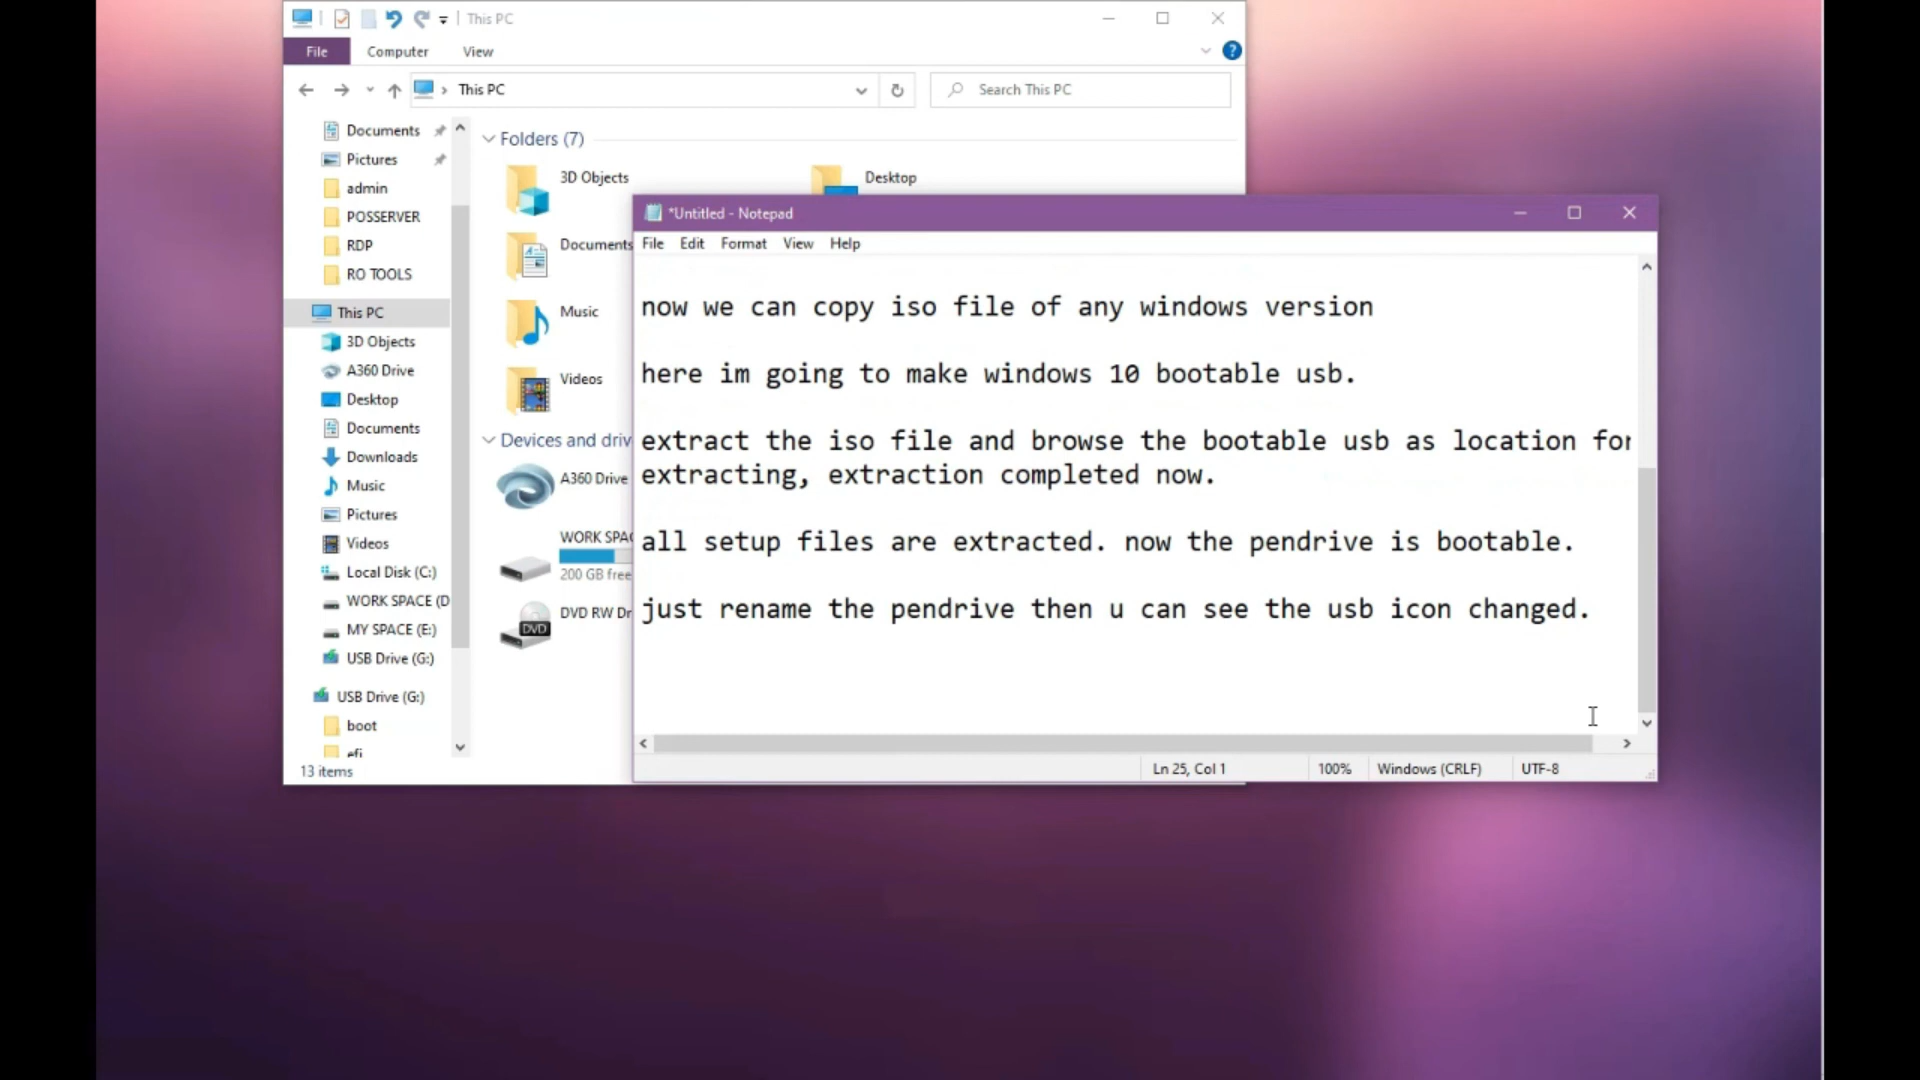 This PC
File
Computer
View
This PC
Search This PC
Documents
Pictures
admin
POSSERVER
RDP
RO TOOLS
This PC
3D Objects
A360 Drive
Desktop
Documents
Downloads
Music
Pictures
Videos
Local Disk (C:)
WORK SPACE (D
MY SPACE (E:)
USB Drive (G:)
USB Drive (G:)
boot
efi
13 items
Folders (7)
3D Objects
Desktop
Documents
Music
Videos
Devices and driv
A360 Drive
WORK SPAC
200 GB free
DVD RW Dr
DVD
*Untitled - Notepad
File Edit Format View Help
now we can copy iso file of any windows version
here im going to make windows 10 bootable usb.
extract the iso file and browse the bootable usb as location for
extracting, extraction completed now.
all setup files are extracted. now the pendrive is bootable.
just rename the pendrive then u can see the usb icon changed.
Ln 25, Col 1
100%
Windows (CRLF)
UTF-8